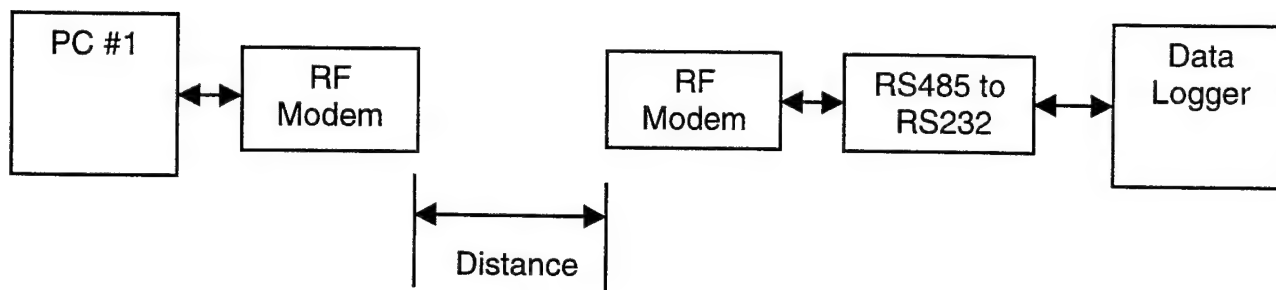 PC #1
RF
Modem
RF
Modem
RS485 to
RS232
Data
Logger
Distance